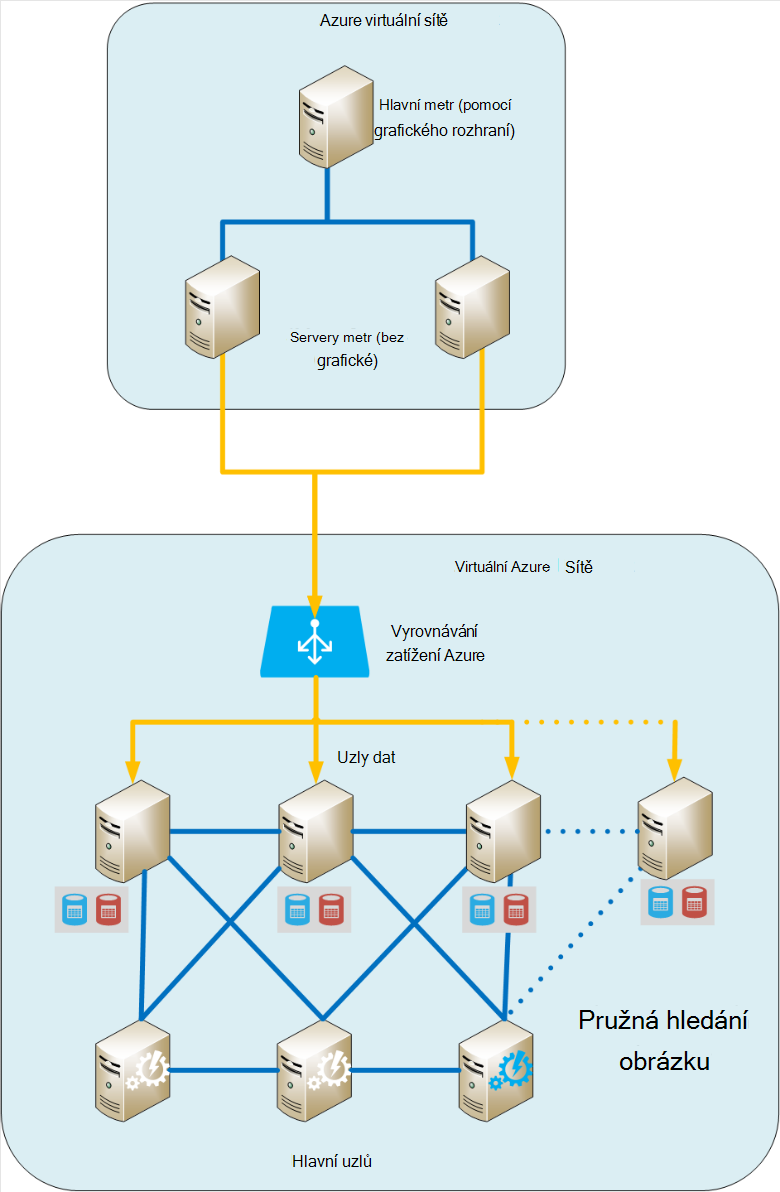 Azure virtuální sítě
Hlavní metr (pomocí
grafického rozhraní)
Servery metr (bez
grafické)
Virtuální Azure Sítě
Vyrovnávání
zatížení Azure
Uzly dat
Pružná hledání
obrázku
Hlavní uzlů